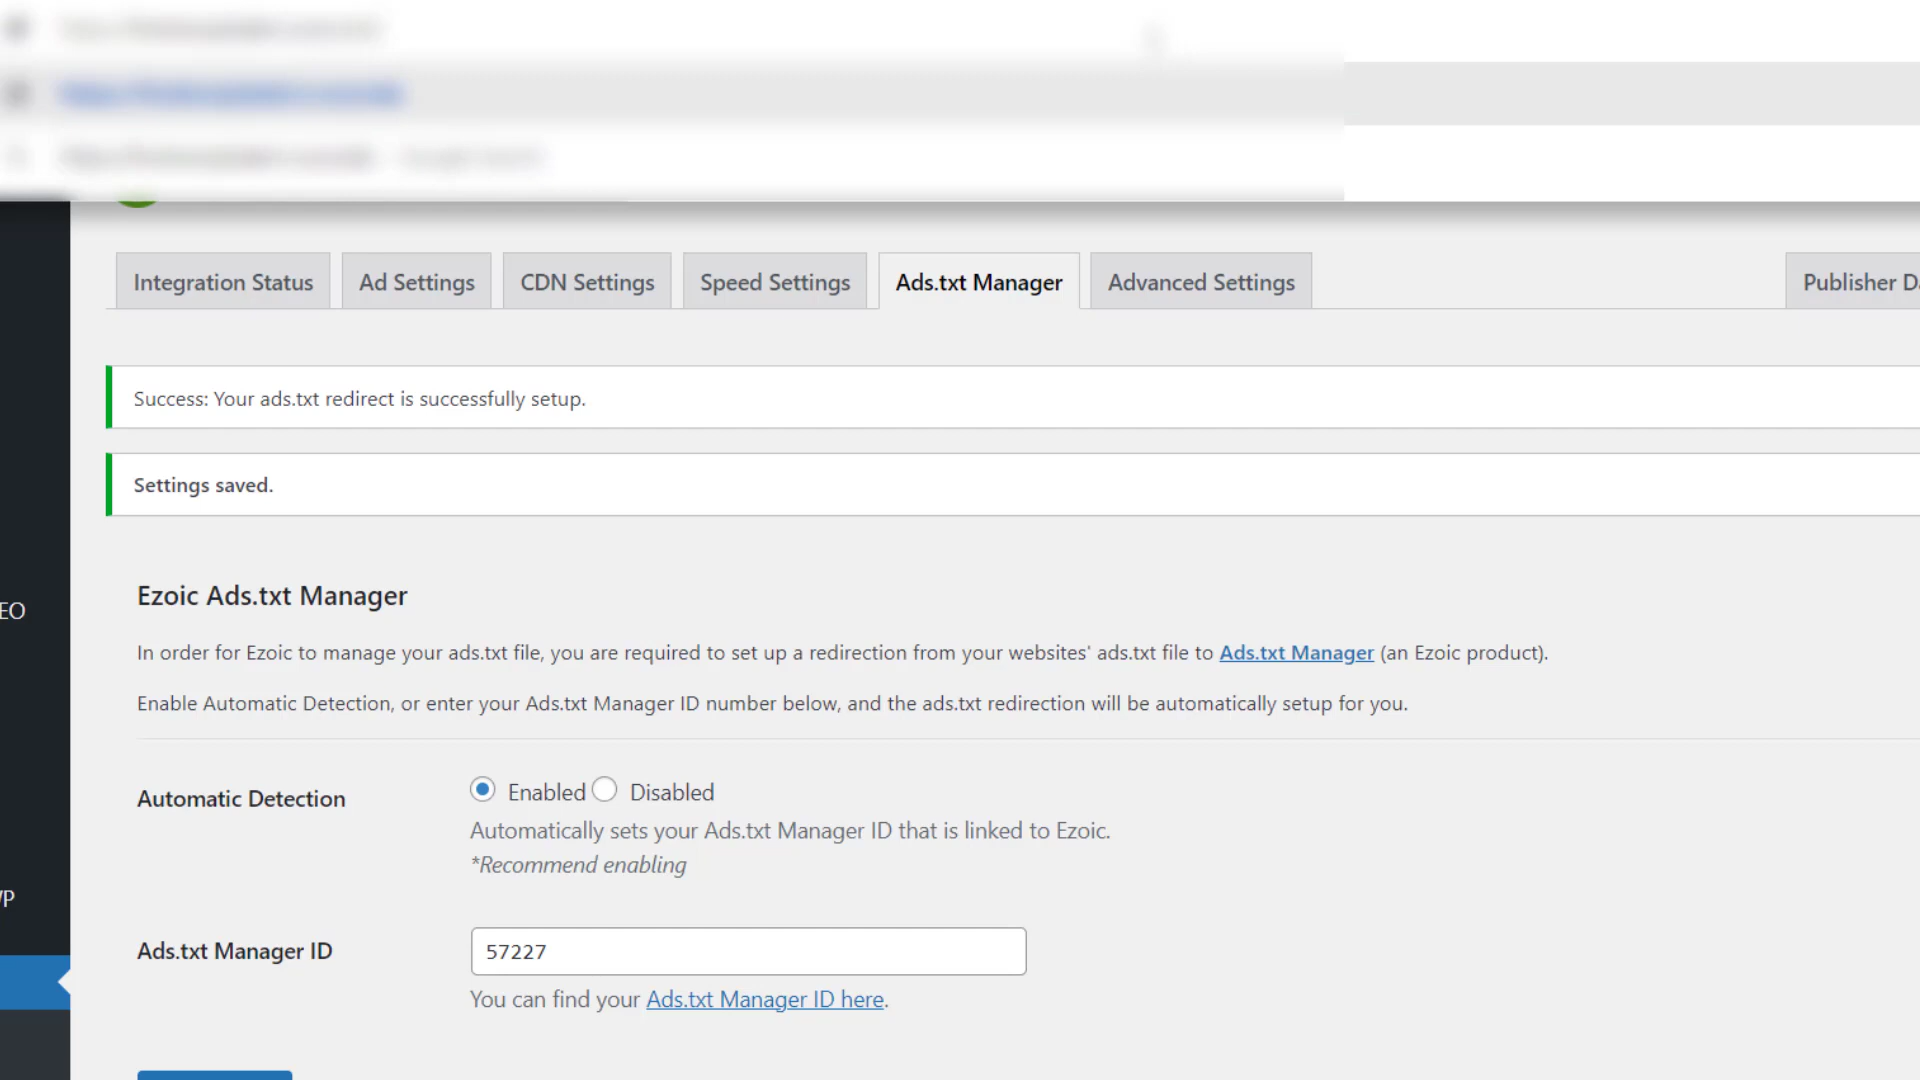 Integration Status
Ad Settings
CDN Settings
Speed Settings
Ads.txt Manager
Advanced Settings
Publisher
Success: Your ads.txt redirect is successfully setup.
Settings saved.
Ezoic Ads.txt Manager
In order for Ezoic to manage your ads.txt file, you are required to set up a redirection from your websites' ads.txt file to Ads.txt Manager (an Ezoic product).
Enable Automatic Detection, or enter your Ads.txt Manager ID number below, and the ads.txt redirection will be automatically setup for you.
EO
Automatic Detection
Enabled Disabled
Automatically sets your Ads.txt Manager ID that is linked to Ezoic.
*Recommend enabling
Ads.txt Manager ID
57227
You can find your Ads.txt Manager ID here.